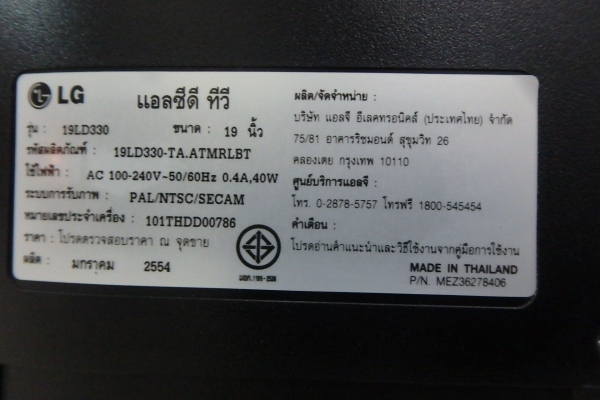 LG แอลซีดี ทีวี
รุ่น : 19LD330 ขนาด : 19 นิ้ว
รหัสผลิตภัณฑ์ : 19LD330-TA.ATMRLBT
ใช้ไฟฟ้า : AC 100-240V~50/60Hz 0.4A,40W
ระบบการรับภาพ : PAL/NTSC/SECAM
หมายเลขประจำเครื่อง : 101THDD00786
ราคา : โปรดตรวจสอบราคา ณ จุดขาย
ผลิต : มกราคม 2554
ผลิต/จัดจำหน่าย :
บริษัท แอลจี อีเลคทรอนิคส์ (ประเทศไทย) จำกัด
75/81 อาคารริชมอนด์ สุขุมวิท 26
คลองเตย กรุงเทพ 10110
ศูนย์บริการแอลจี :
โทร. 0-2878-5757 โทรฟรี 1800-545454
คำเตือน :
โปรดอ่านคำแนะนำและวิธีใช้งานจากคู่มือการใช้งาน
MADE IN THAILAND
P/N. MEZ36278406